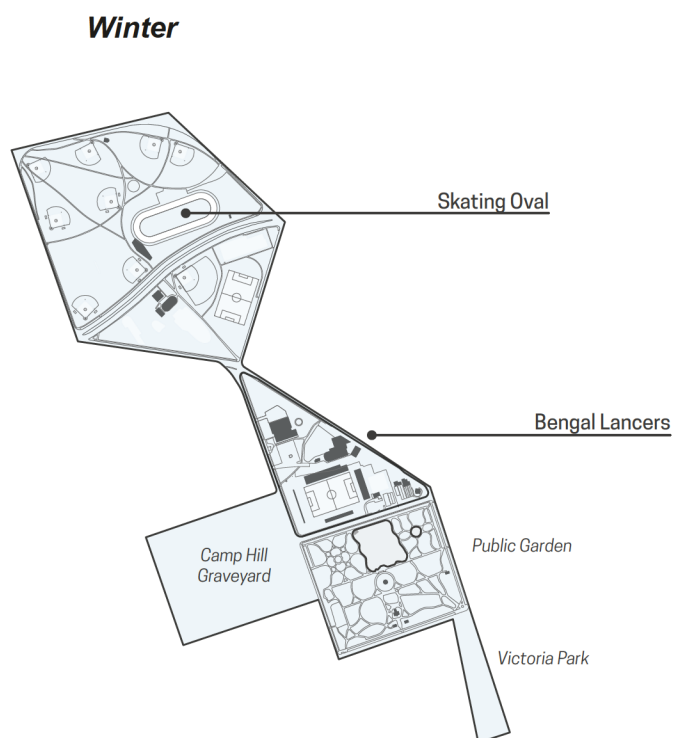 Winter
Skating Oval
Bengal Lancers
Camp Hill
Graveyard
Public Garden
Victoria Park